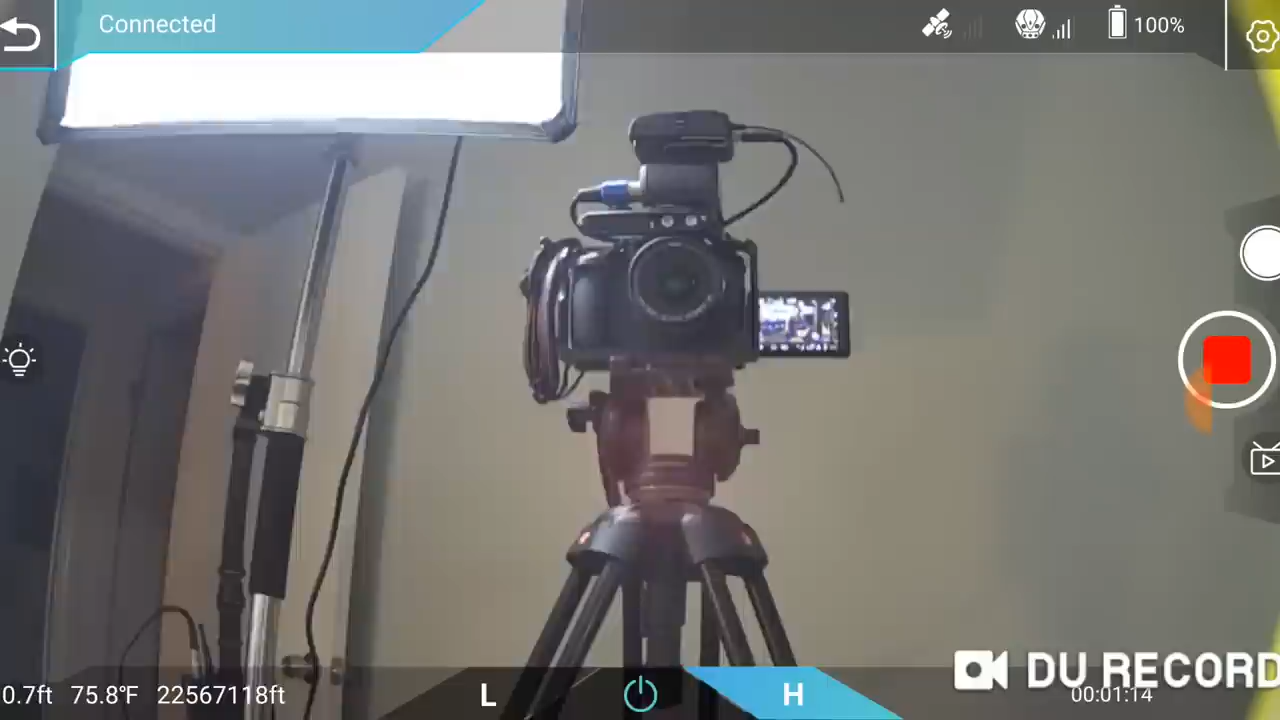 Connected
100%
0.7ft 75.8°F 22567118ft
L
H
DU RECORD
00:01:14